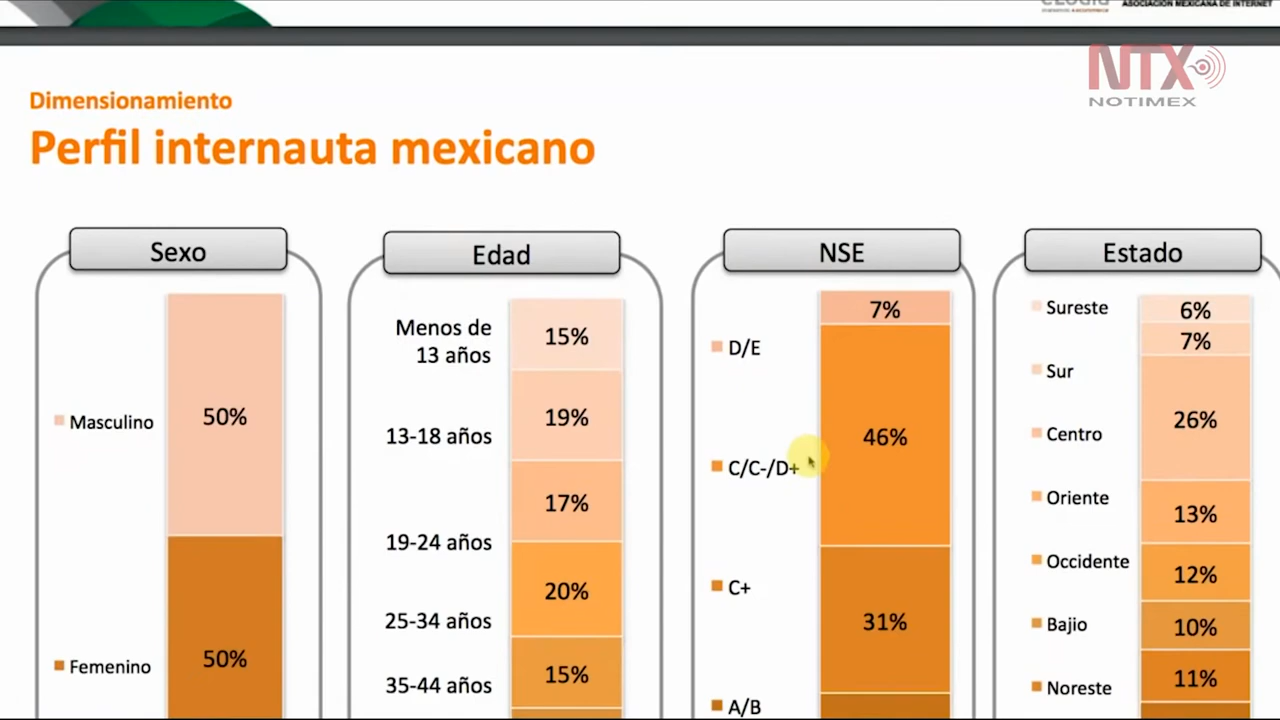 ASOCIACIÓN MEXICANA DE INTERNET
NTX
NOTIMEX
Dimensionamiento
Perfil internauta mexicano
Sexo
Masculino
50%
Femenino
50%
Edad
Menos de
13 años
15%
13-18 años
19%
19-24 años
17%
25-34 años
20%
35-44 años
15%
NSE
7%
D/E
46%
C/C-/D+
C+
31%
A/B
Estado
Sureste
6%
7%
Sur
Centro
26%
Oriente
13%
Occidente
12%
Bajio
10%
Noreste
11%